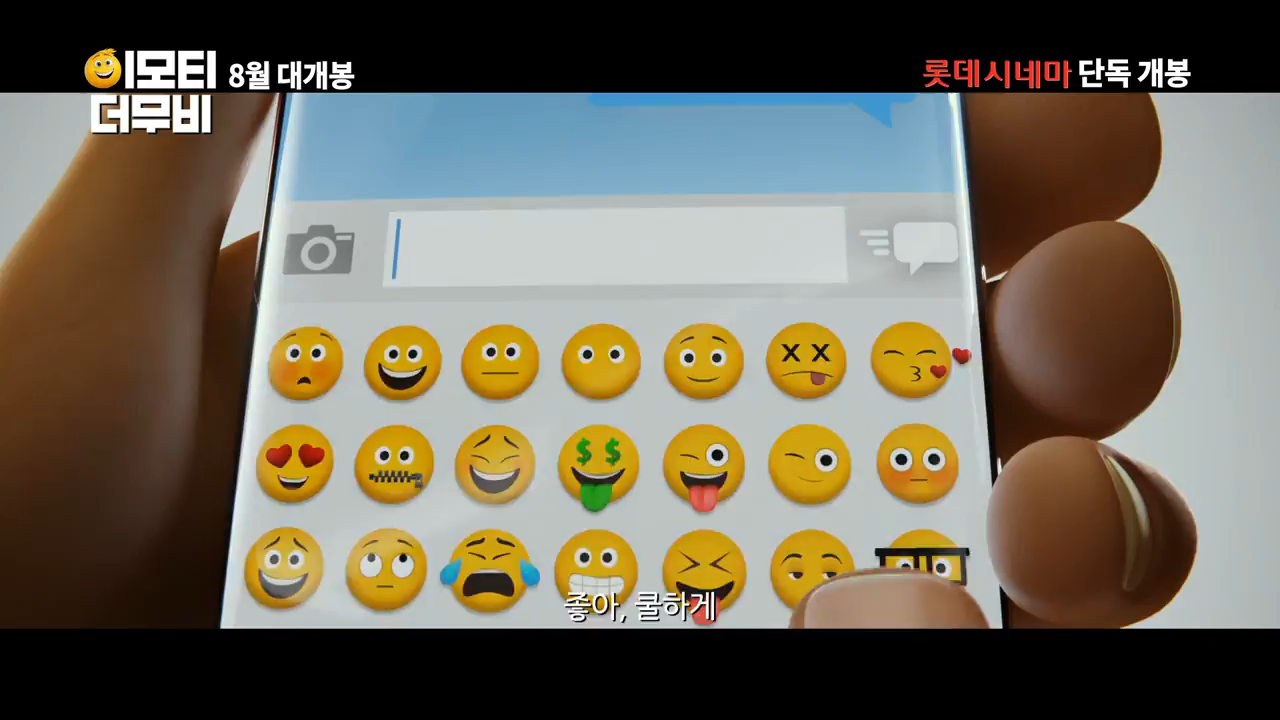 이모티
더무비
8월 대개봉
롯데시네마 단독 개봉
좋아, 쿨하게